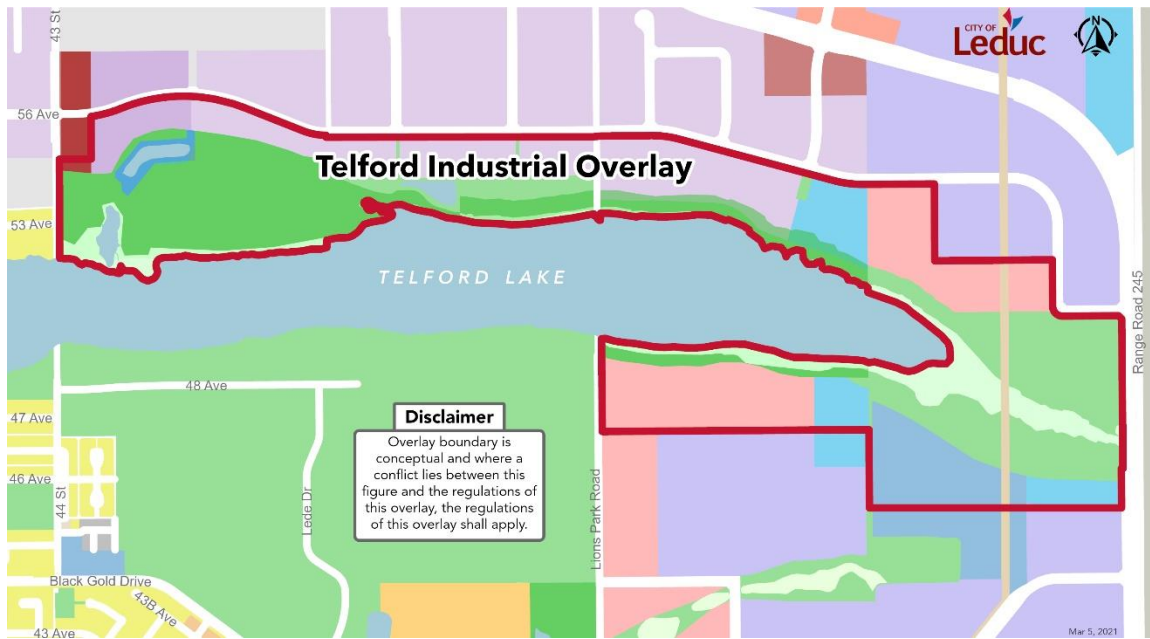 43 St
CITY OF
Leduc
N
56 Ave
Telford Industrial Overlay
53 Ave
TELFORD LAKE
Range Road 245
48 Ave
47 Ave
Disclaimer
Overlay boundary is
conceptual and where a
conflict lies between this
figure and the regulations of
this overlay, the regulations
of this overlay shall apply.
46 Ave
44 St
Lede Dr
Lions Park Road
Black Gold Drive
43B Ave
43 Ave
Mar 5, 2021